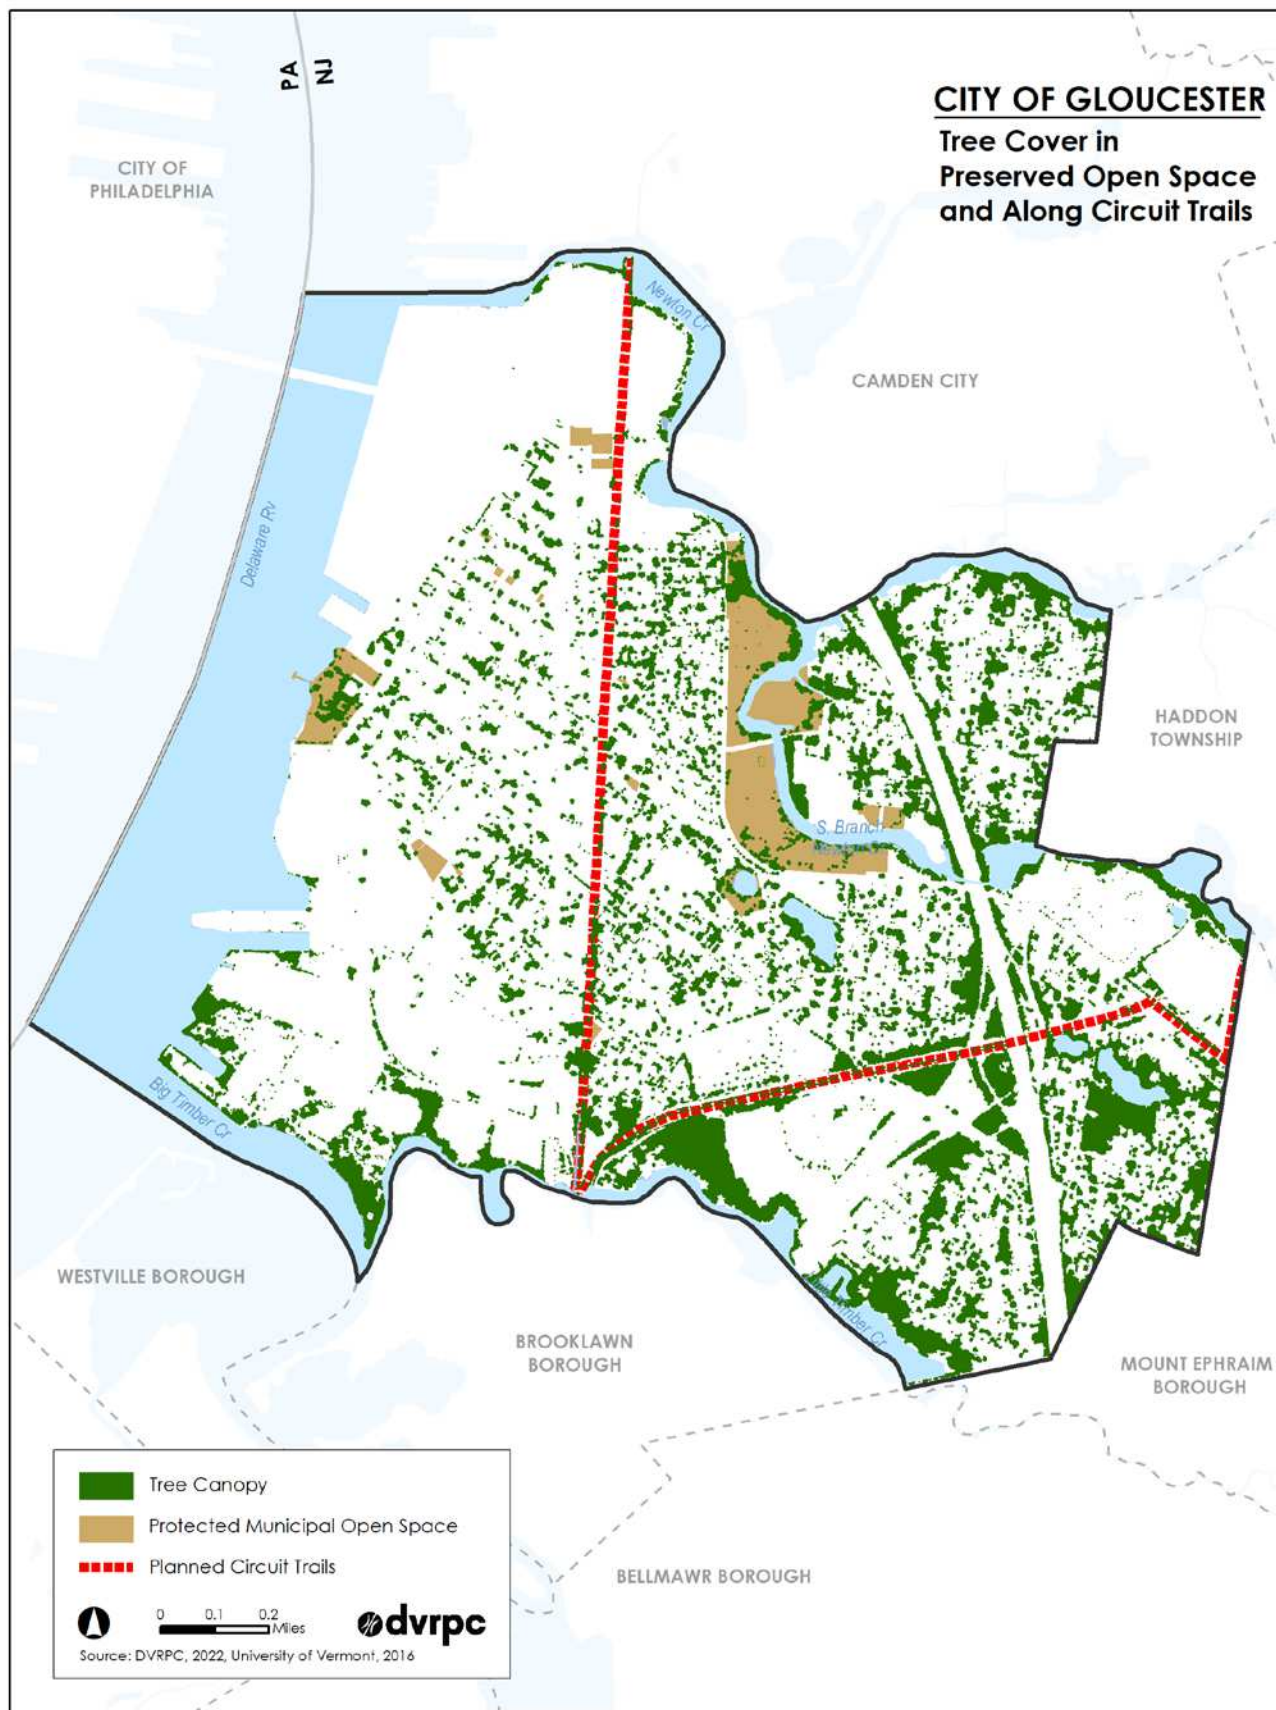 PA
NJ
CITY OF GLOUCESTER
Tree Cover in
Preserved Open Space
and Along Circuit Trails
CITY OF
PHILADELPHIA
Newton Cr
CAMDEN CITY
Delaware Rv
HADDON
TOWNSHIP
S. Branch
Big Timber Cr
WESTVILLE BOROUGH
BROOKLAWN
BOROUGH
Timber Cr
MOUNT EPHRAIM
BOROUGH
BELLMAWR BOROUGH
Tree Canopy
Protected Municipal Open Space
Planned Circuit Trails
0 0.1 0.2
Miles
dvrpc
Source: DVRPC, 2022, University of Vermont, 2016